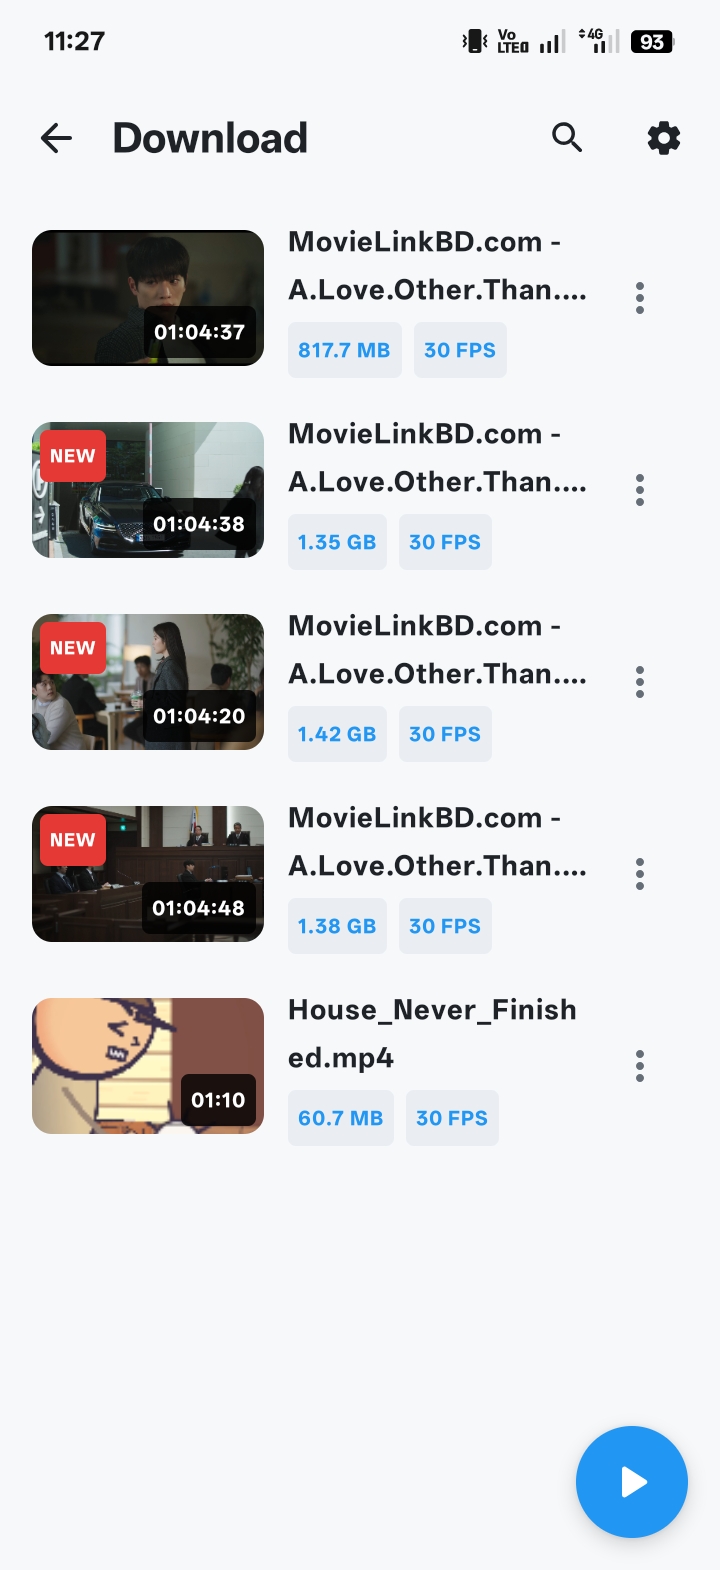 11:27
Vo LTE 4G 93
Download
MovieLinkBD.com -
A.Love.Other.Than....
01:04:37
817.7 MB 30 FPS
NEW
MovieLinkBD.com -
A.Love.Other.Than....
01:04:38
1.35 GB 30 FPS
NEW
MovieLinkBD.com -
A.Love.Other.Than....
01:04:20
1.42 GB 30 FPS
NEW
MovieLinkBD.com -
A.Love.Other.Than....
01:04:48
1.38 GB 30 FPS
House_Never_Finish
ed.mp4
01:10
60.7 MB 30 FPS